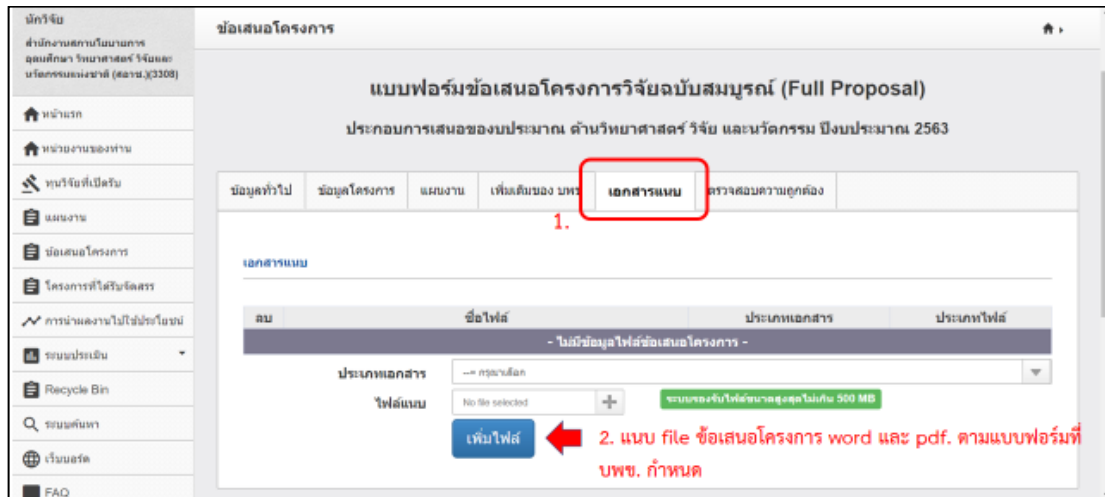 นักวิจัย
สำนักงานสภานโยบายการ
อุดมศึกษา วิทยาศาสตร์ วิจัยและ
นวัตกรรมแห่งชาติ (สอวช.)(3308)
หน้าแรก
หน่วยงานของท่าน
ทุนวิจัยที่เปิดรับ
แผนงาน
ข้อเสนอโครงการ
โครงการที่ได้รับจัดสรร
การนำผลงานไปใช้ประโยชน์
ระบบประเมิน
Recycle Bin
ระบบค้นหา
เว็บบอร์ด
FAQ
ข้อเสนอโครงการ
แบบฟอร์มข้อเสนอโครงการวิจัยฉบับสมบูรณ์ (Full Proposal)
ประกอบการเสนอของบประมาณ ด้านวิทยาศาสตร์ วิจัย และนวัตกรรม ปีงบประมาณ 2563
ข้อมูลทั่วไป ข้อมูลโครงการ แผนงาน เพิ่มเติมของ บพข เอกสารแนบ ตรวจสอบความถูกต้อง
1.
เอกสารแนบ
ลบ ชื่อไฟล์ ประเภทเอกสาร ประเภทไฟล์
- ไม่มีข้อมูลไฟล์ข้อเสนอโครงการ -
ประเภทเอกสาร --= กรุณาเลือก
ไฟล์แนบ No file selected ระบบรองรับไฟล์ขนาดสูงสุดไม่เกิน 500 MB
เพิ่มไฟล์ 2. แนบ file ข้อเสนอโครงการ word และ pdf. ตามแบบฟอร์มที่
บพข. กำหนด